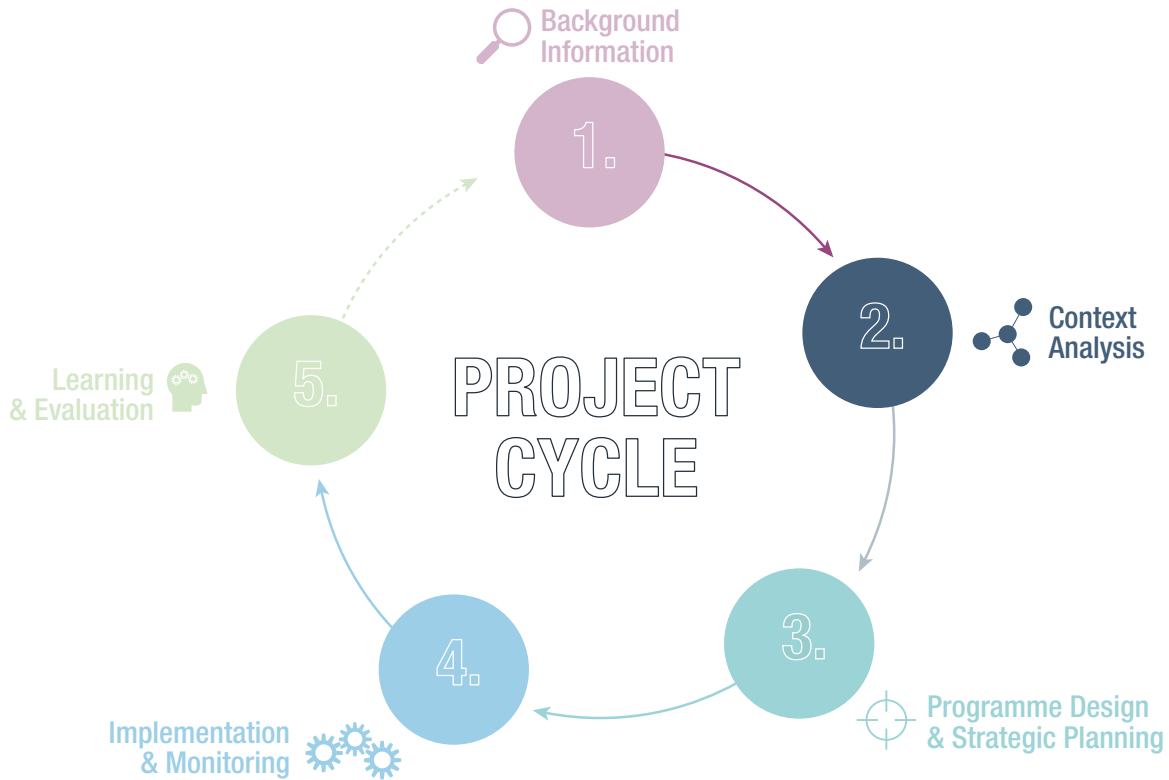 Background
Information
1.
2.
Context
Analysis
PROJECT
CYCLE
3.
Programme Design
& Strategic Planning
4.
Implementation
& Monitoring
5.
Learning
& Evaluation